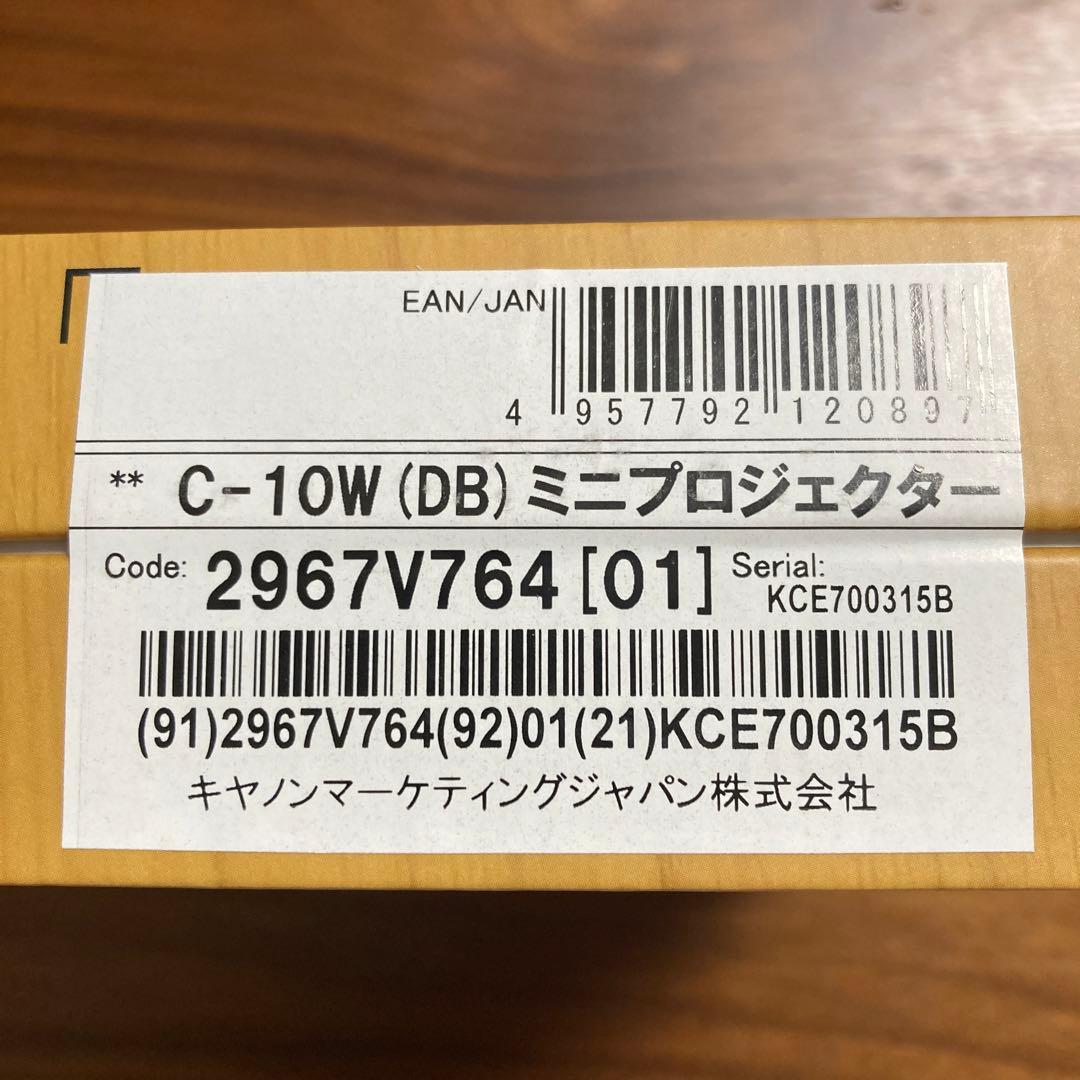 EAN/JAN
4 957792 120897
** C-10W(DB)ミニプロジェクター
Code: 2967V764[01] Serial: KCE700315B
(91)2967V764(92)01(21)KCE700315B
キヤノンマーケティングジャパン株式会社